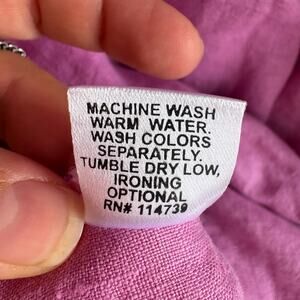 MACHINE WASH
WARM WATER.
WASH COLORS
SEPARATELY.
TUMBLE DRY LOW,
IRONING
OPTIONAL
RN# 114739